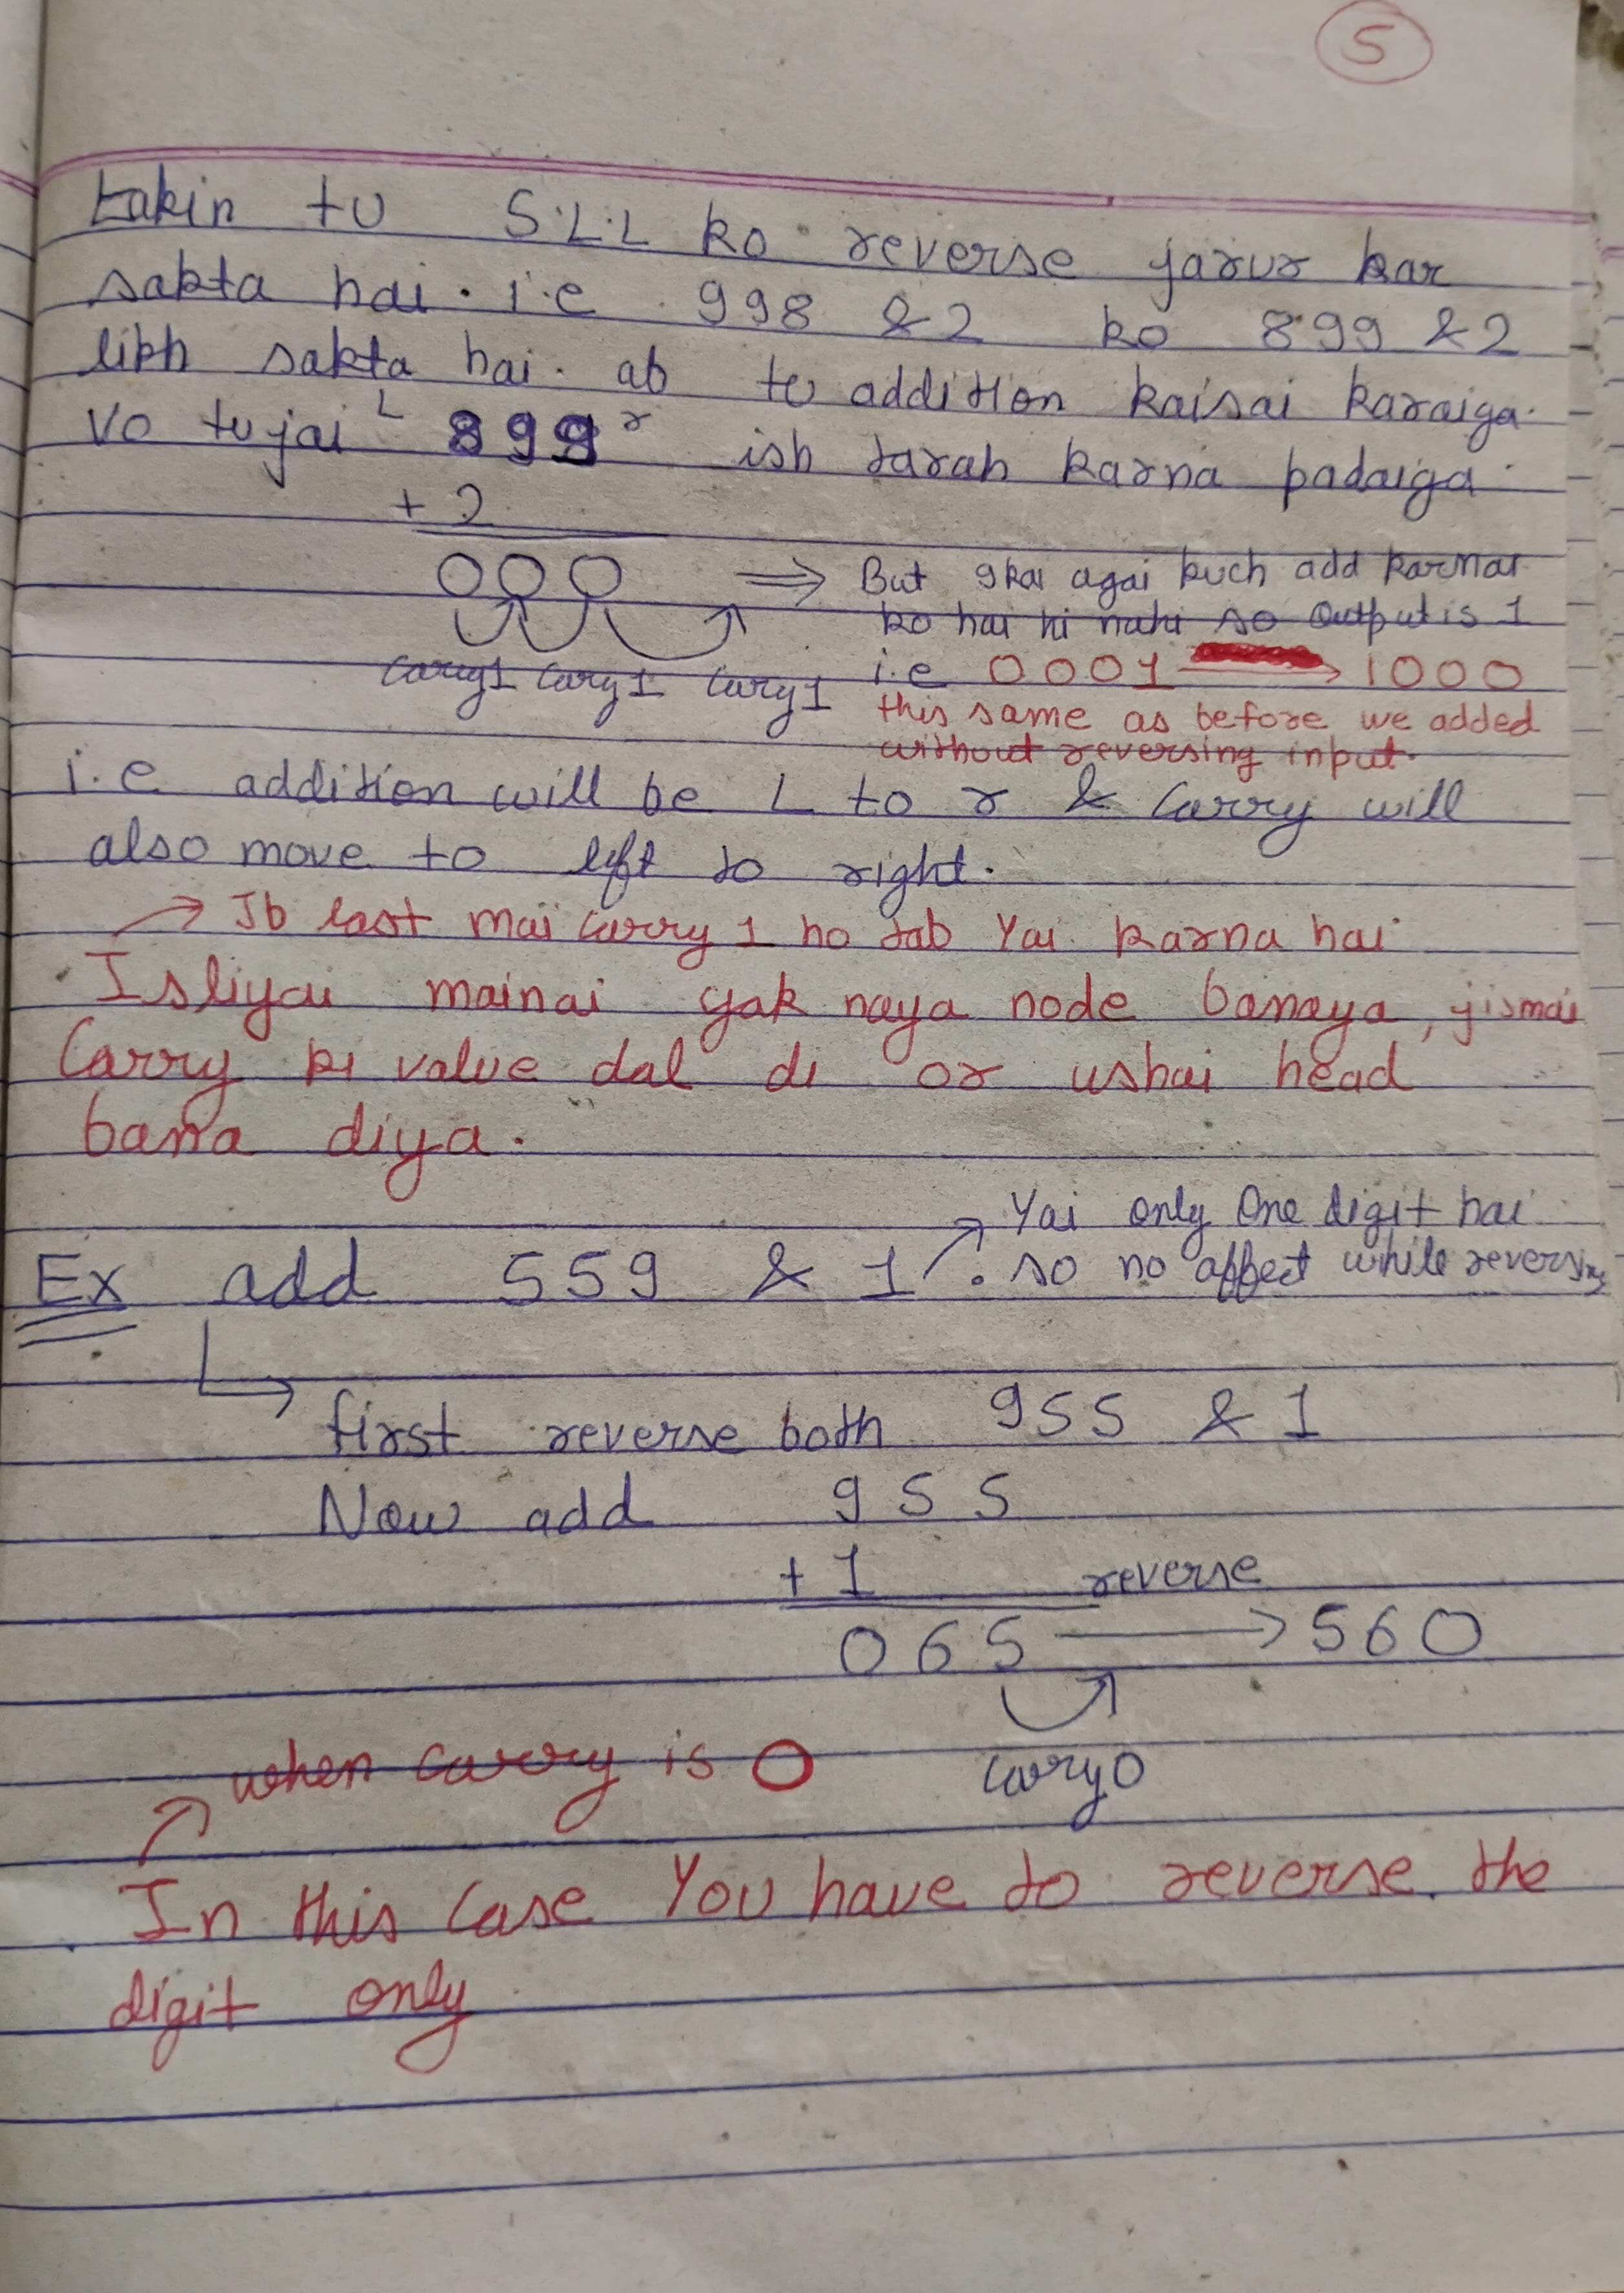 5
Lakin tu S.L.L ko reverse jarur kar
sakta hai. i.e 998 & 2 ko 899 & 2
likh sakta hai. ab tu addition kaisai karaiga.
vo tujai L 899 r ish tarah karna padaiga.
+ 2
000 ⇒ But 9 kai agai kuch add karnai
ko hai hi nahi so output is 1
carry1 carry1 carry1 i.e 0001 → 1000
this same as before we added
without reversing input.
i.e addition will be L to r & carry will
also move to left to right.
→ Jb last mai carry 1 ho tab Yai karna hai
Isliyai mainai yak naya node banaya, jismai
Carry ki value dal di or uskai head
bana diya.
Yai only One digit hai
Ex add 559 & 1 . so no affect while reversing
first reverse both 955 & 1
Now add 955
+ 1 reverse
065 → 560
when carry is 0 carry0
In this case You have to reverse the
digit only